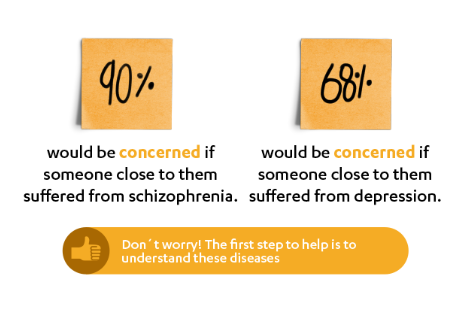 90%
would be concerned if
someone close to them
suffered from schizophrenia.
68%
would be concerned if
someone close to them
suffered from depression.
Don´t worry! The first step to help is to
understand these diseases